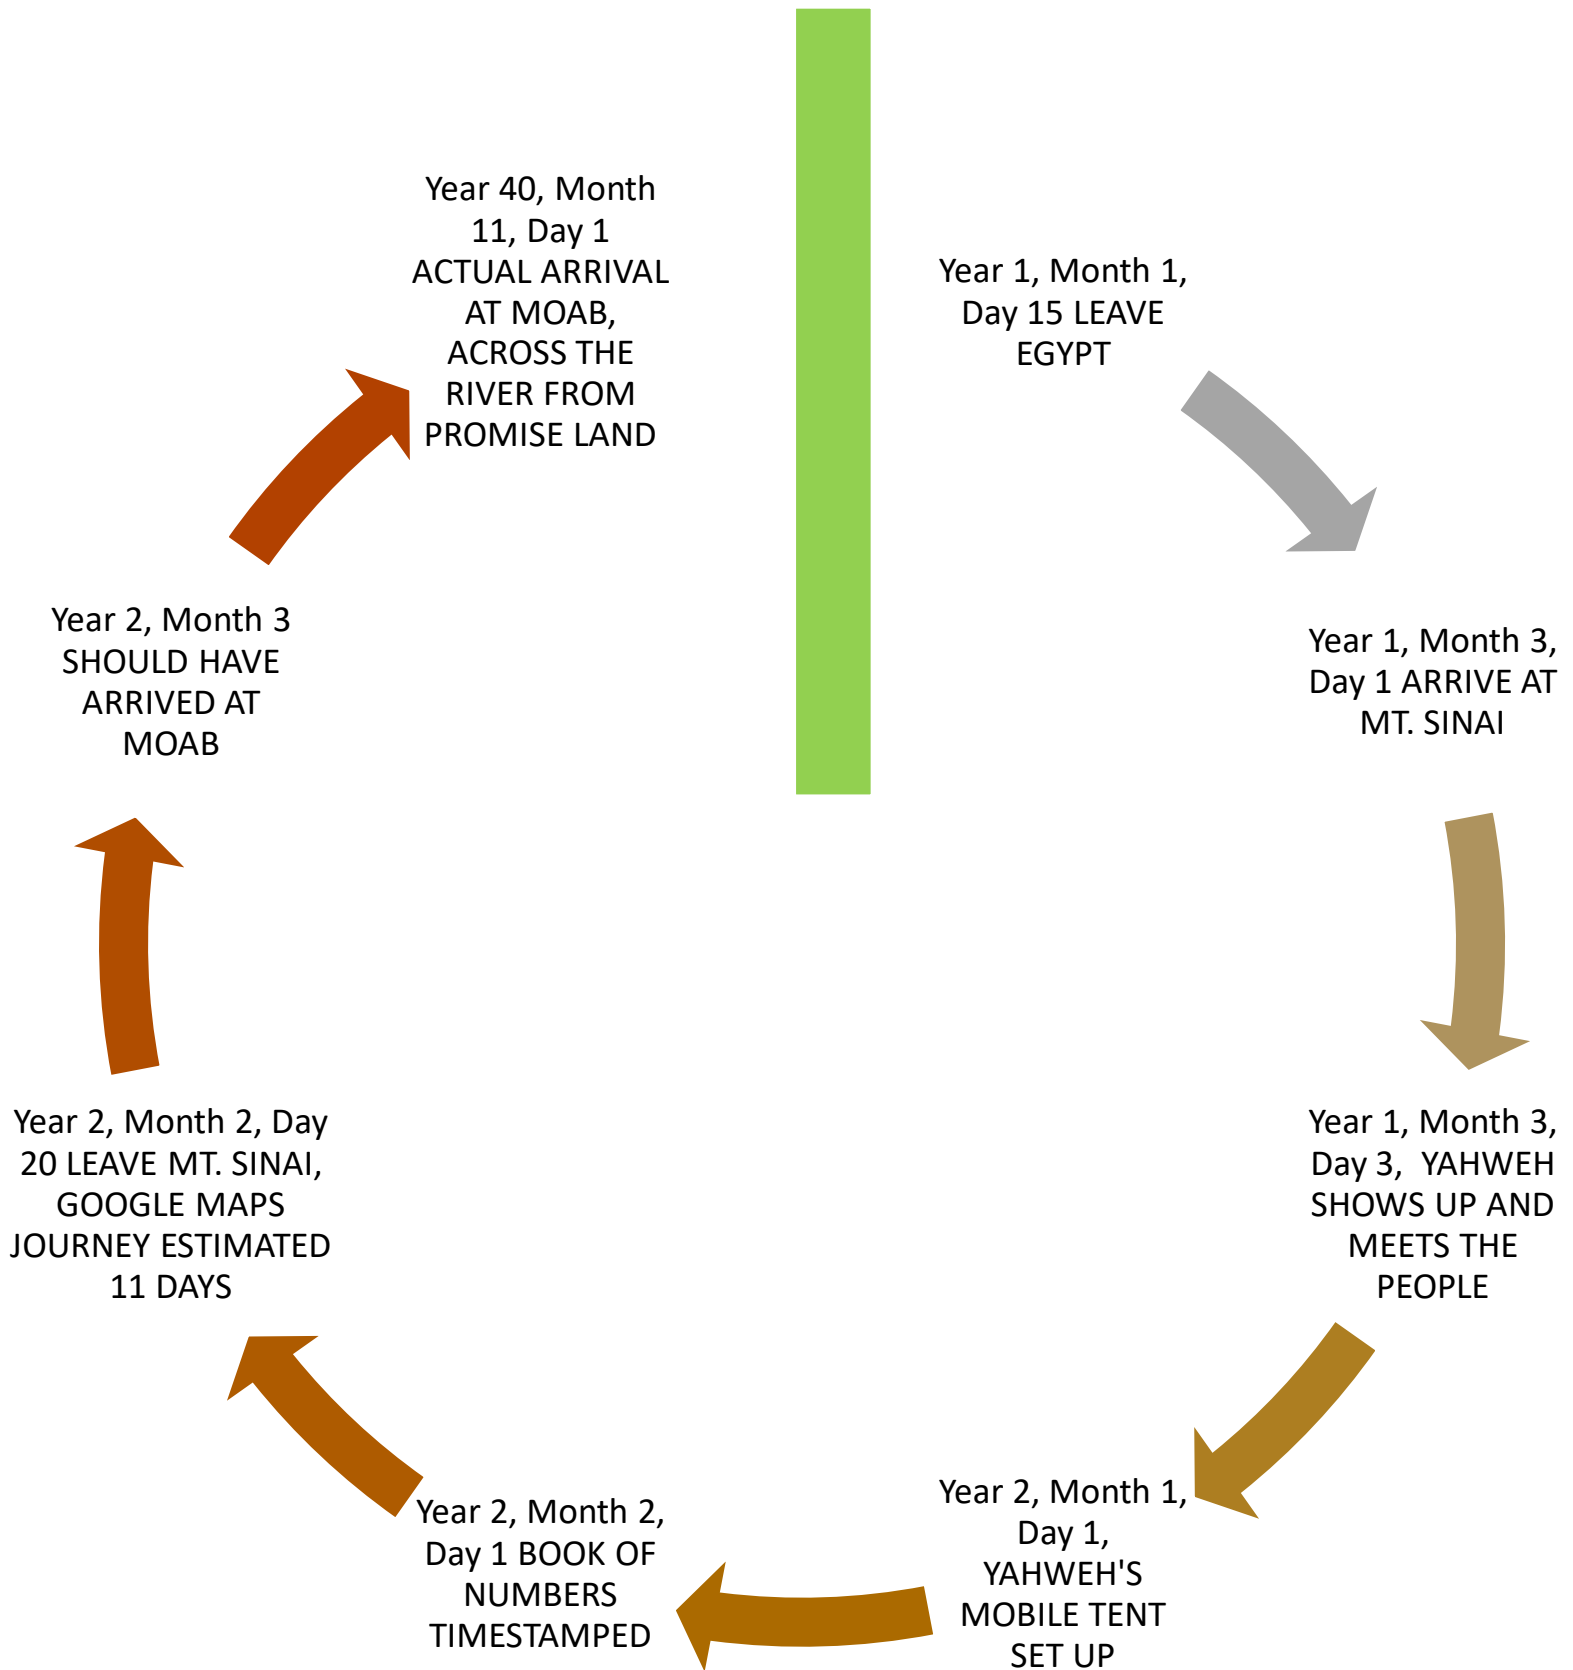 Year 1, Month 1,
Day 15 LEAVE
EGYPT
Year 1, Month 3,
Day 1 ARRIVE AT
MT. SINAI
Year 1, Month 3,
Day 3, YAHWEH
SHOWS UP AND
MEETS THE
PEOPLE
Year 2, Month 1,
Day 1,
YAHWEH'S
MOBILE TENT
SET UP
Year 2, Month 2,
Day 1 BOOK OF
NUMBERS
TIMESTAMPED
Year 2, Month 2, Day
20 LEAVE MT. SINAI,
GOOGLE MAPS
JOURNEY ESTIMATED
11 DAYS
Year 2, Month 3
SHOULD HAVE
ARRIVED AT
MOAB
Year 40, Month
11, Day 1
ACTUAL ARRIVAL
AT MOAB,
ACROSS THE
RIVER FROM
PROMISE LAND